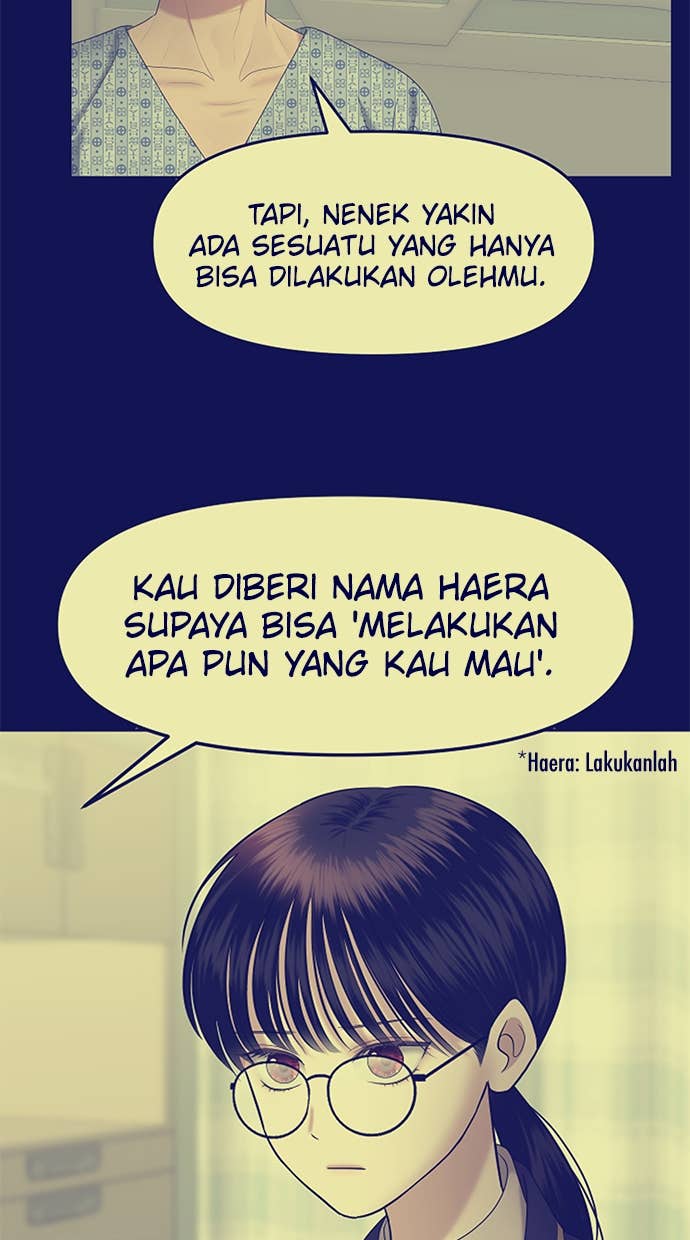 TAPI, NENEK YAKIN
ADA SESUATU YANG HANYA
BISA DILAKUKAN OLEHMU.
KAU DIBERI NAMA HAERA
SUPAYA BISA 'MELAKUKAN
APA PUN YANG KAU MAU'.
*Haera: Lakukanlah